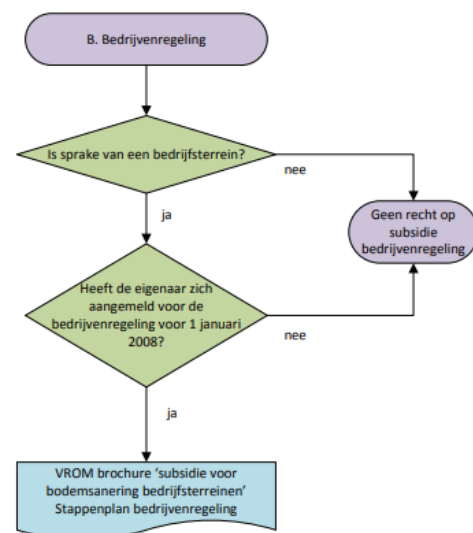 B. Bedrijvenregeling
Is sprake van een bedrijfsterrein?
nee
ja
Geen recht op
subsidie
bedrijvenregeling
Heeft de eigenaar zich
aangemeld voor de
bedrijvenregeling voor 1 januari
2008?
nee
ja
VROM brochure ‘subsidie voor
bodemsanering bedrijfsterreinen’
Stappenplan bedrijvenregeling